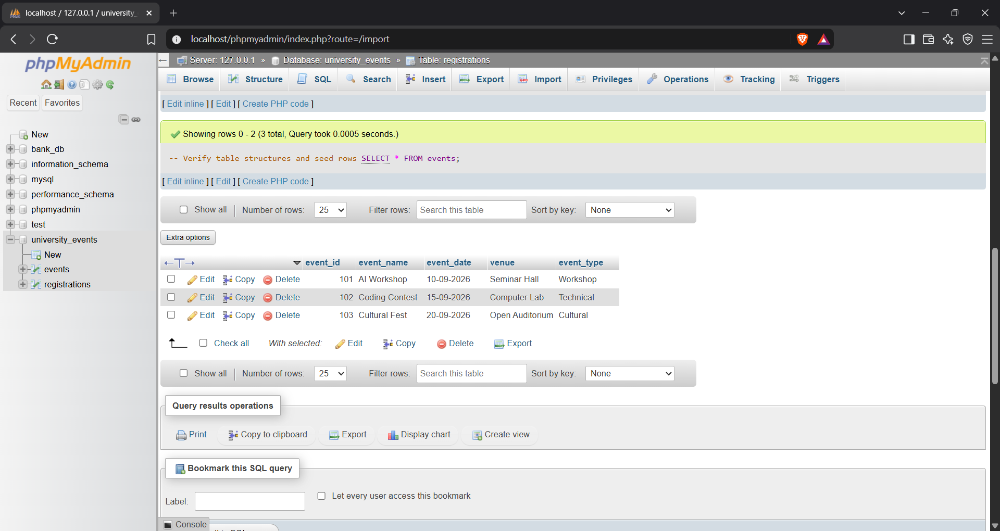 localhost / 127.0.0.1 / university_
localhost/phpmyadmin/index.php?route=/import
phpMyAdmin
Recent Favorites
New
bank_db
information_schema
mysql
performance_schema
phpmyadmin
test
university_events
New
events
registrations
Server: 127.0.0.1 » Database: university_events » Table: registrations
Browse Structure SQL Search Insert Export Import Privileges Operations Tracking Triggers
[ Edit inline ] [ Edit ] [ Create PHP code ]
Showing rows 0 - 2 (3 total, Query took 0.0005 seconds.)
-- Verify table structures and seed rows SELECT * FROM events;
[ Edit inline ] [ Edit ] [ Create PHP code ]
Show all Number of rows: 25 Filter rows: Search this table Sort by key: None
Extra options
event_id event_name event_date venue event_type
Edit Copy Delete 101 AI Workshop 10-09-2026 Seminar Hall Workshop
Edit Copy Delete 102 Coding Contest 15-09-2026 Computer Lab Technical
Edit Copy Delete 103 Cultural Fest 20-09-2026 Open Auditorium Cultural
Check all With selected: Edit Copy Delete Export
Show all Number of rows: 25 Filter rows: Search this table Sort by key: None
Query results operations
Print Copy to clipboard Export Display chart Create view
Bookmark this SQL query
Label: Let every user access this bookmark
Console